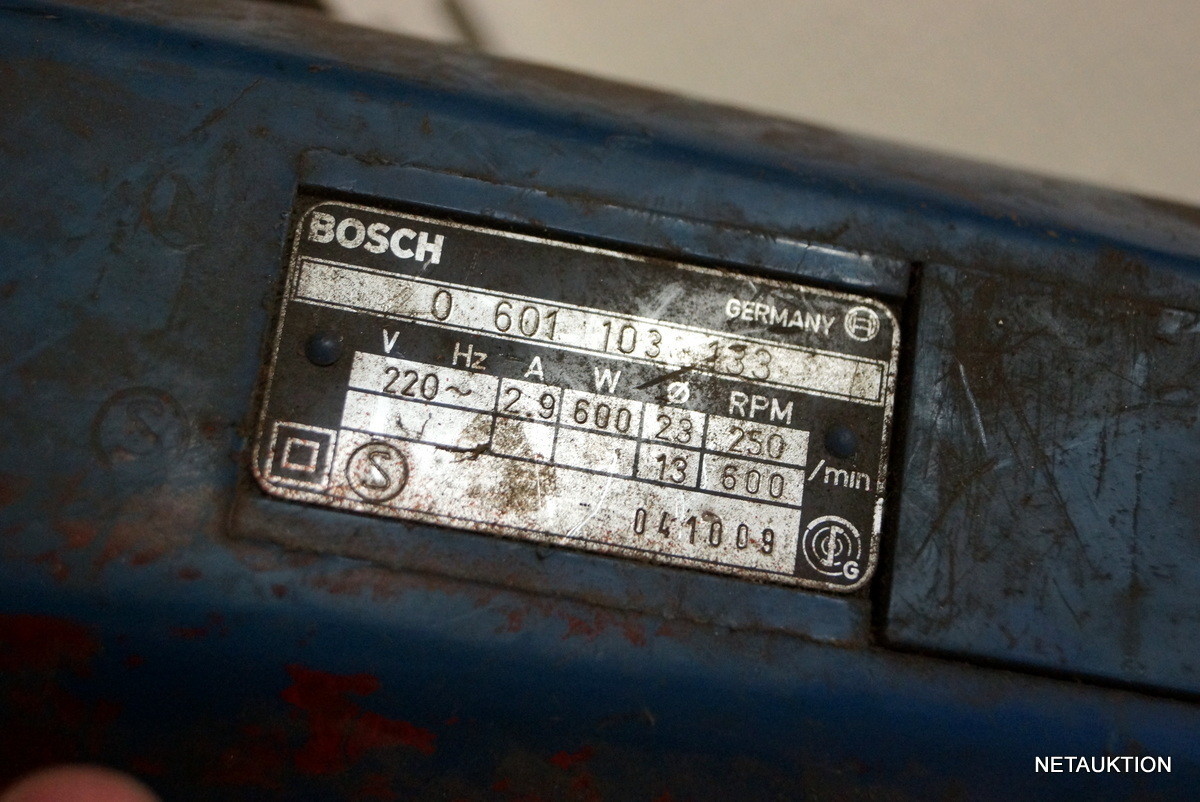 BOSCH
GERMANY
0 601 103 133
V Hz A W Ø RPM
220~ 2.9 600 23 250
13 600 /min
S
041009
G
NETAUKTION